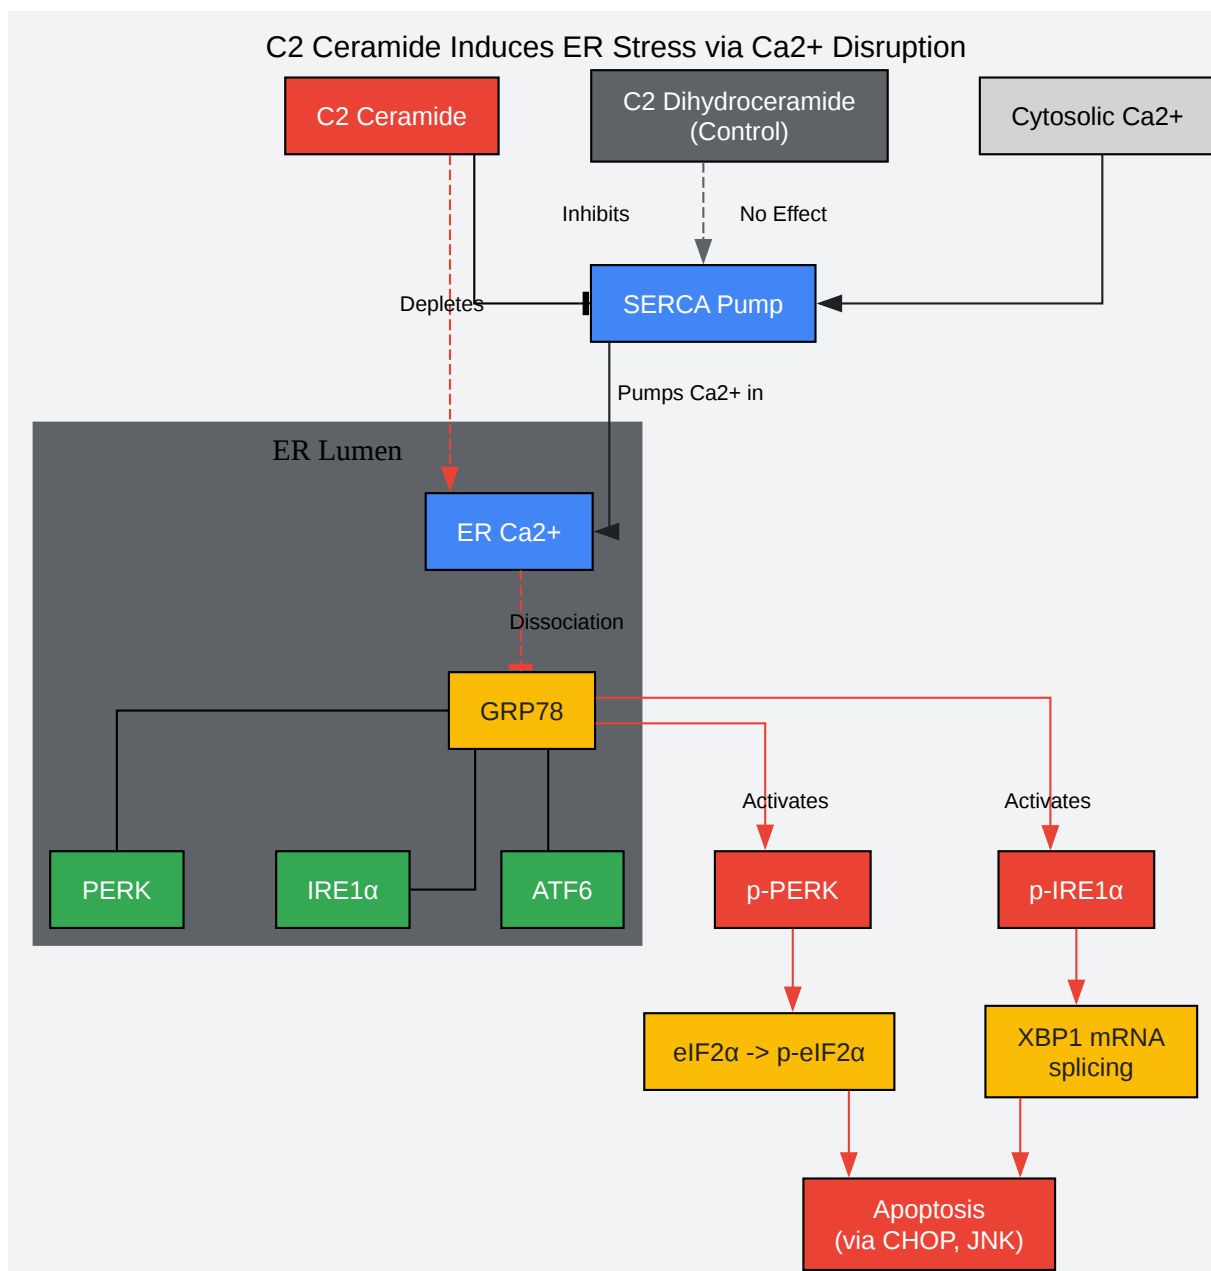 C2 Ceramide Induces ER Stress via Ca2+ Disruption
C2 Ceramide
C2 Dihydroceramide
(Control)
Cytosolic Ca2+
Inhibits
No Effect
Depletes
SERCA Pump
Pumps Ca2+ in
ER Lumen
ER Ca2+
Dissociation
GRP78
Activates
Activates
PERK
IRE1α
ATF6
p-PERK
p-IRE1α
eIF2α -> p-eIF2α
XBP1 mRNA
splicing
Apoptosis
(via CHOP, JNK)